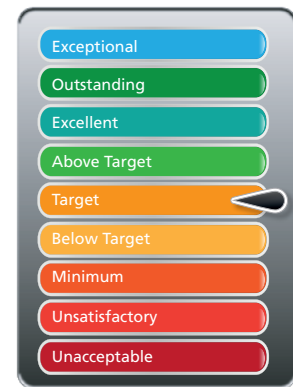 Exceptional
Outstanding
Excellent
Above Target
Target
Below Target
Minimum
Unsatisfactory
Unacceptable